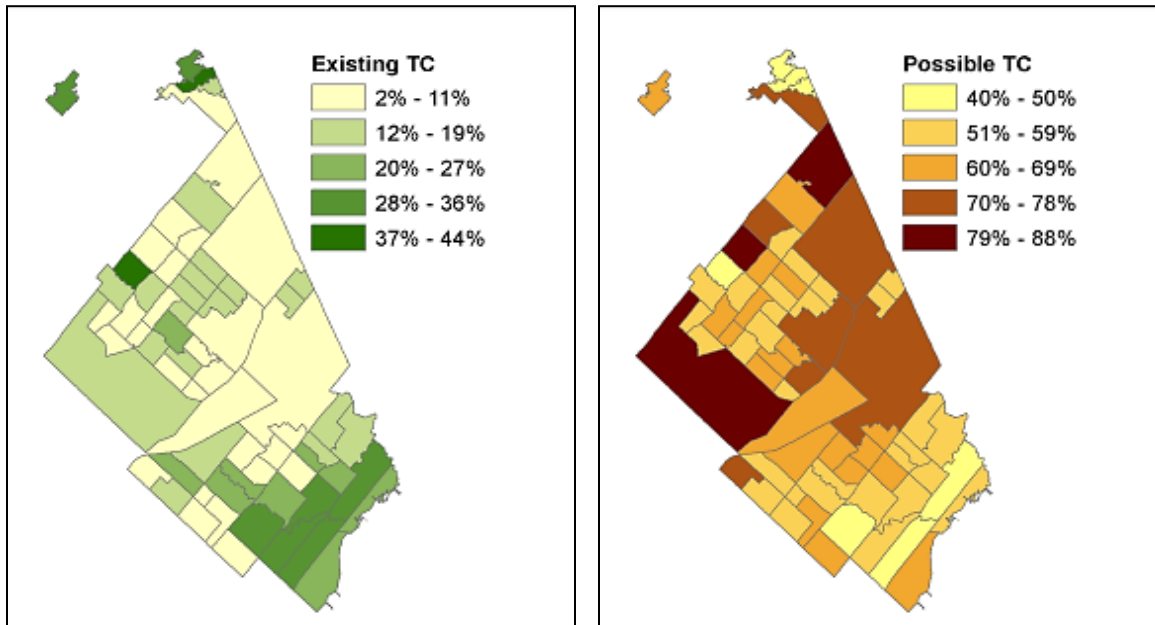 Existing TC
2% - 11%
12% - 19%
20% - 27%
28% - 36%
37% - 44%
Possible TC
40% - 50%
51% - 59%
60% - 69%
70% - 78%
79% - 88%